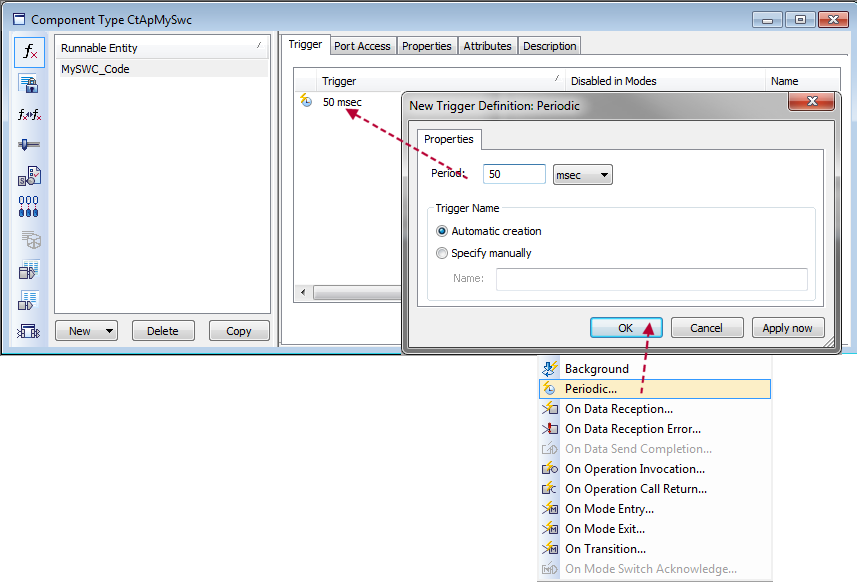 Component Type CtApMySwc
Runnable Entity
MySWC_Code
New
Delete
Copy
Trigger
Port Access
Properties
Attributes
Description
Trigger
Disabled in Modes
Name
50 msec
New Trigger Definition: Periodic
Properties
Period:
50
msec
Trigger Name
Automatic creation
Specify manually
Name:
OK
Cancel
Apply now
Background
Periodic...
On Data Reception...
On Data Reception Error...
On Data Send Completion...
On Operation Invocation...
On Operation Call Return...
On Mode Entry...
On Mode Exit...
On Transition...
On Mode Switch Acknowledge...